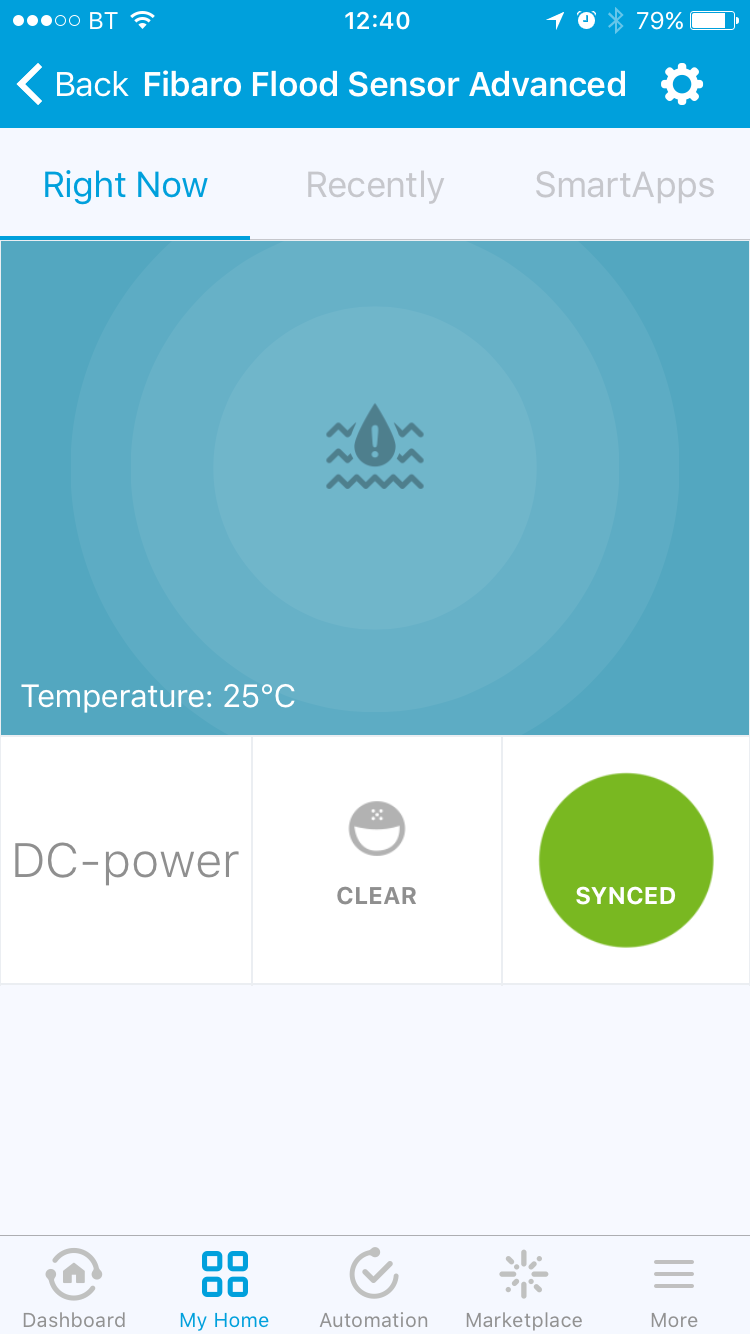 BT 12:40 79%
Back Fibaro Flood Sensor Advanced
Right Now Recently SmartApps
Temperature: 25°C
DC-power
CLEAR
SYNCED
Dashboard My Home Automation Marketplace More